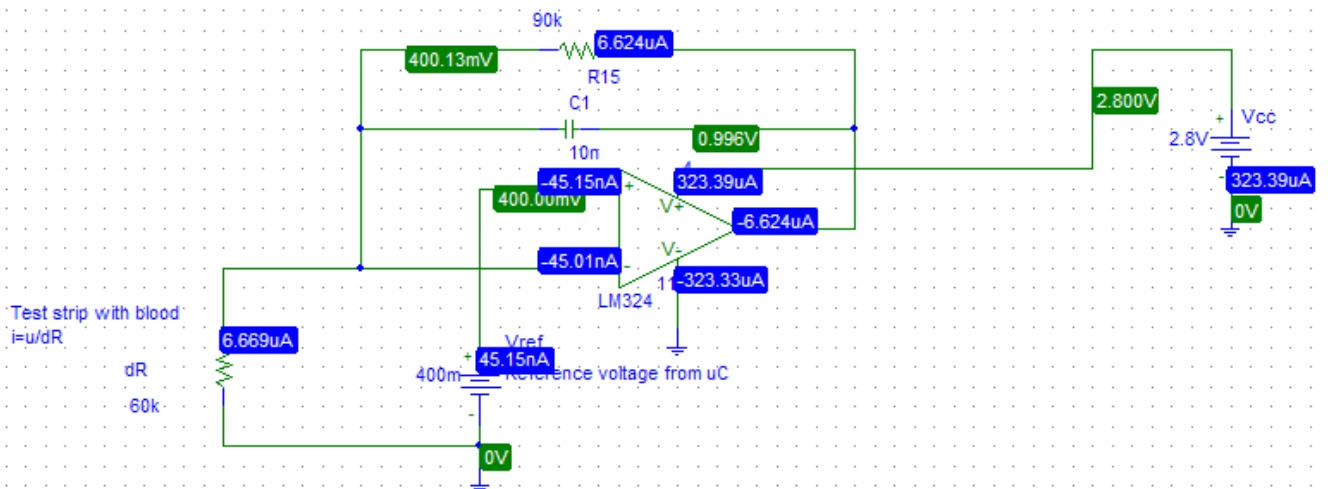 90k
6.624uA
400.13mV
R15
C1
2.800V
+ Vcc
0.996V
2.8V
10n
-45.15nA
+
323.39uA
-
323.39uA
400.00mV
V+
-6.624uA
0V
V-
-45.01nA
-
11
-323.33uA
LM324
Test strip with blood
i=u/dR
6.669uA
Vref
+
45.15nA
400m
Reference voltage from uC
dR
60k
-
0V